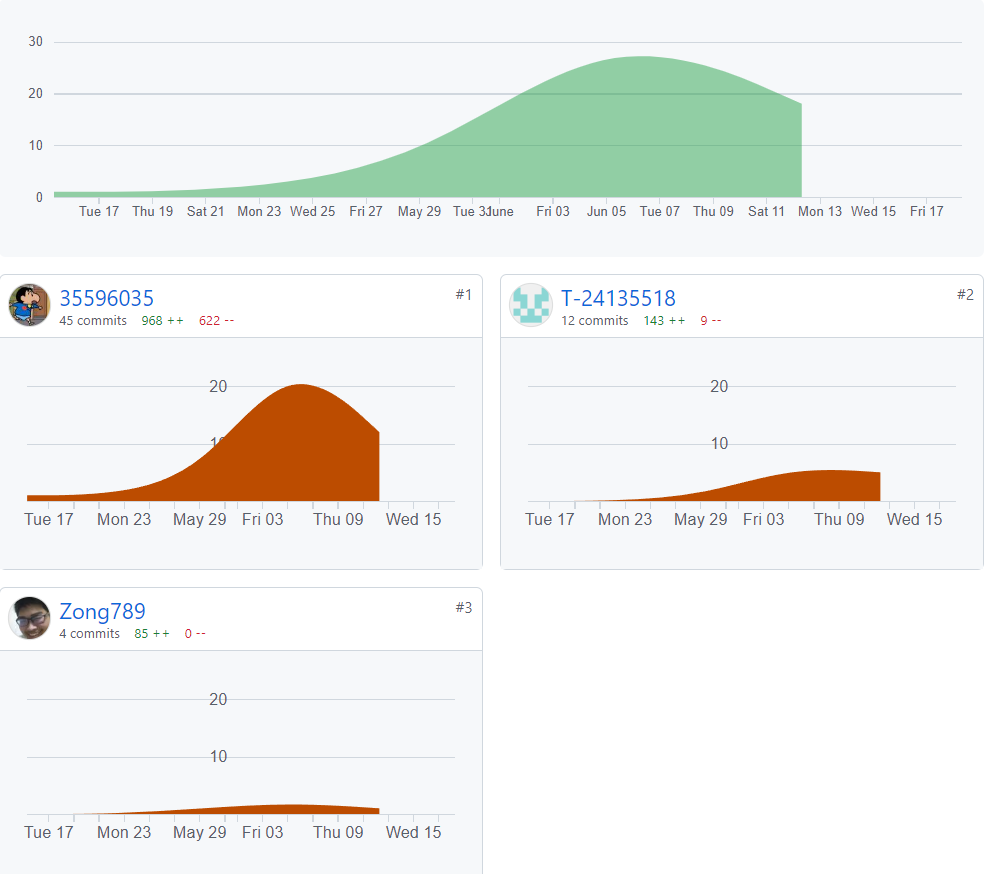 30
20
10
0
Tue 17 Thu 19 Sat 21 Mon 23 Wed 25 Fri 27 May 29 Tue 31 June Fri 03 Jun 05 Tue 07 Thu 09 Sat 11 Mon 13 Wed 15 Fri 17
35596035 #1
45 commits 968 ++ 622 --
20
10
Tue 17 Mon 23 May 29 Fri 03 Thu 09 Wed 15
T-24135518 #2
12 commits 143 ++ 9 --
20
10
Tue 17 Mon 23 May 29 Fri 03 Thu 09 Wed 15
Zong789 #3
4 commits 85 ++ 0 --
20
10
Tue 17 Mon 23 May 29 Fri 03 Thu 09 Wed 15